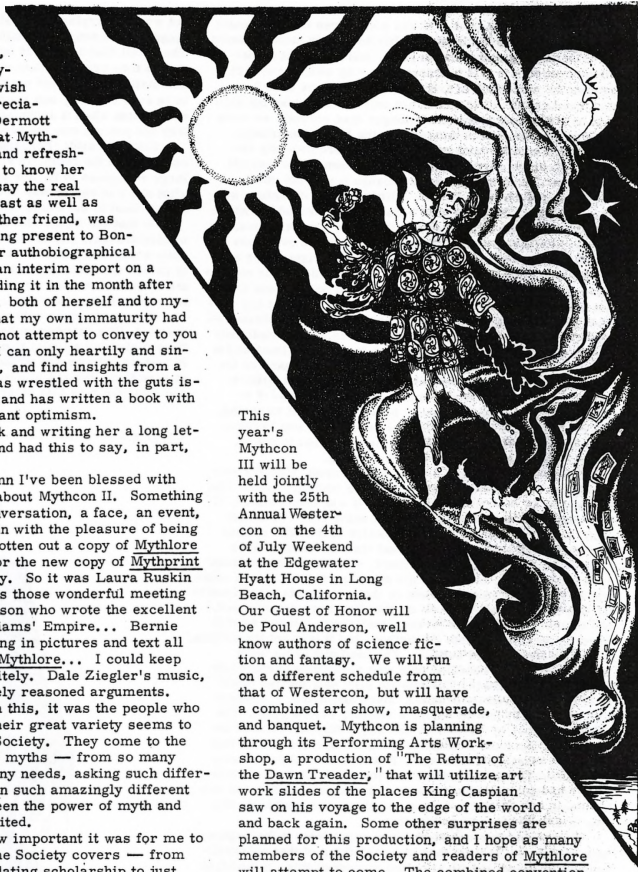 y-
vish
recia-
Dermott
at Myth-
and refresh-
to know her
say the real
ast as well as
ther friend, was
ng present to Bon-
r authobiographical
an interim report on a
ding it in the month after
both of herself and to my-
at my own immaturity had
not attempt to convey to you
I can only heartily and sin-
, and find insights from a
as wrestled with the guts is-
and has written a book with
ant optimism.
k and writing her a long let-
nd had this to say, in part,
nn I've been blessed with
about Mythcon II. Something
versation, a face, an event,
n with the pleasure of being
otten out a copy of Mythlore
or the new copy of Mythprint
y. So it was Laura Ruskin
s those wonderful meeting
son who wrote the excellent
iams' Empire... Bernie
ng in pictures and text all
Mythlore... I could keep
itely. Dale Ziegler's music,
ely reasoned arguments.
n this, it was the people who
heir great variety seems to
Society. They come to the
myths — from so many
ny needs, asking such differ-
n such amazingly different
een the power of myth and
ited.
w important it was for me to
he Society covers — from
lating scholarship to just
This
year's
Mythcon
III will be
held jointly
with the 25th
Annual Wester-
con on the 4th
of July Weekend
at the Edgewater
Hyatt House in Long
Beach, California.
Our Guest of Honor will
be Poul Anderson, well
know authors of science fic-
tion and fantasy. We will run
on a different schedule from
that of Westercon, but will have
a combined art show, masquerade,
and banquet. Mythcon is planning
through its Performing Arts Work-
shop, a production of "The Return of
the Dawn Treader," that will utilize art
work slides of the places King Caspian
saw on his voyage to the edge of the world
and back again. Some other surprises are
planned for this production, and I hope as many
members of the Society and readers of Mythlore
will attempt to come. The combined convention